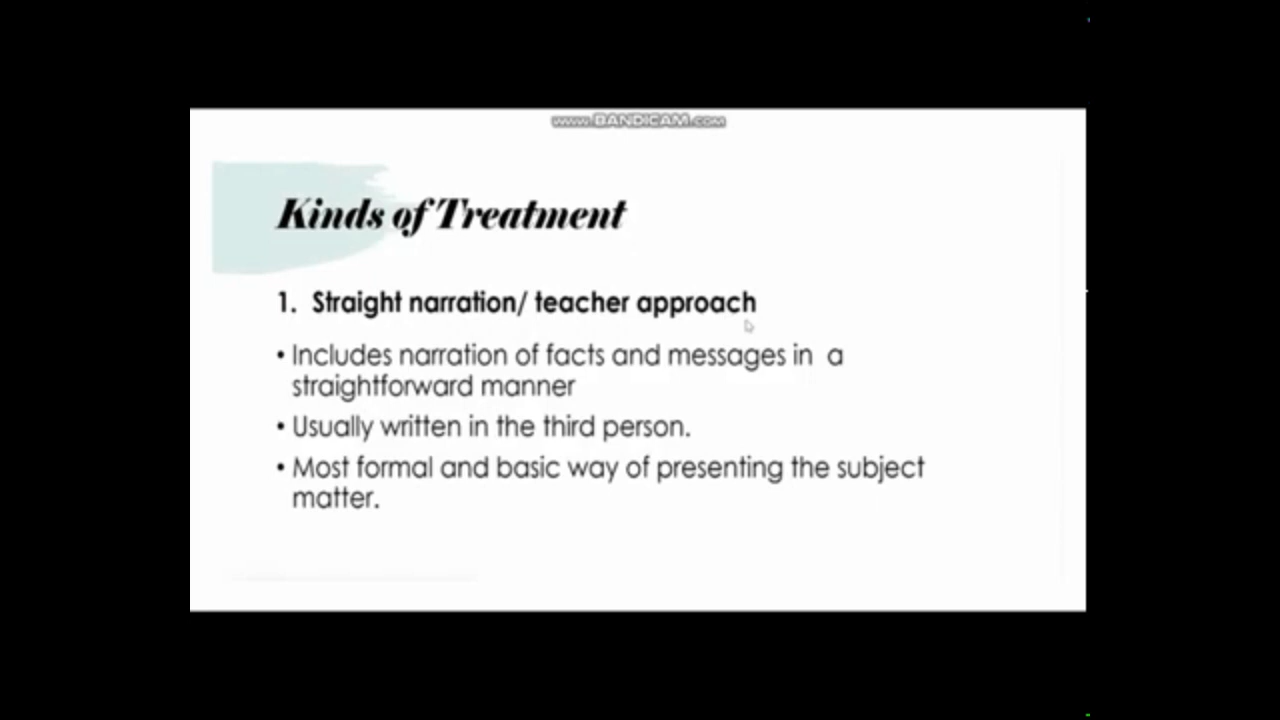 www.BANDICAM.com
Kinds of Treatment
1. Straight narration/ teacher approach
• Includes narration of facts and messages in a
straightforward manner
• Usually written in the third person.
• Most formal and basic way of presenting the subject
matter.